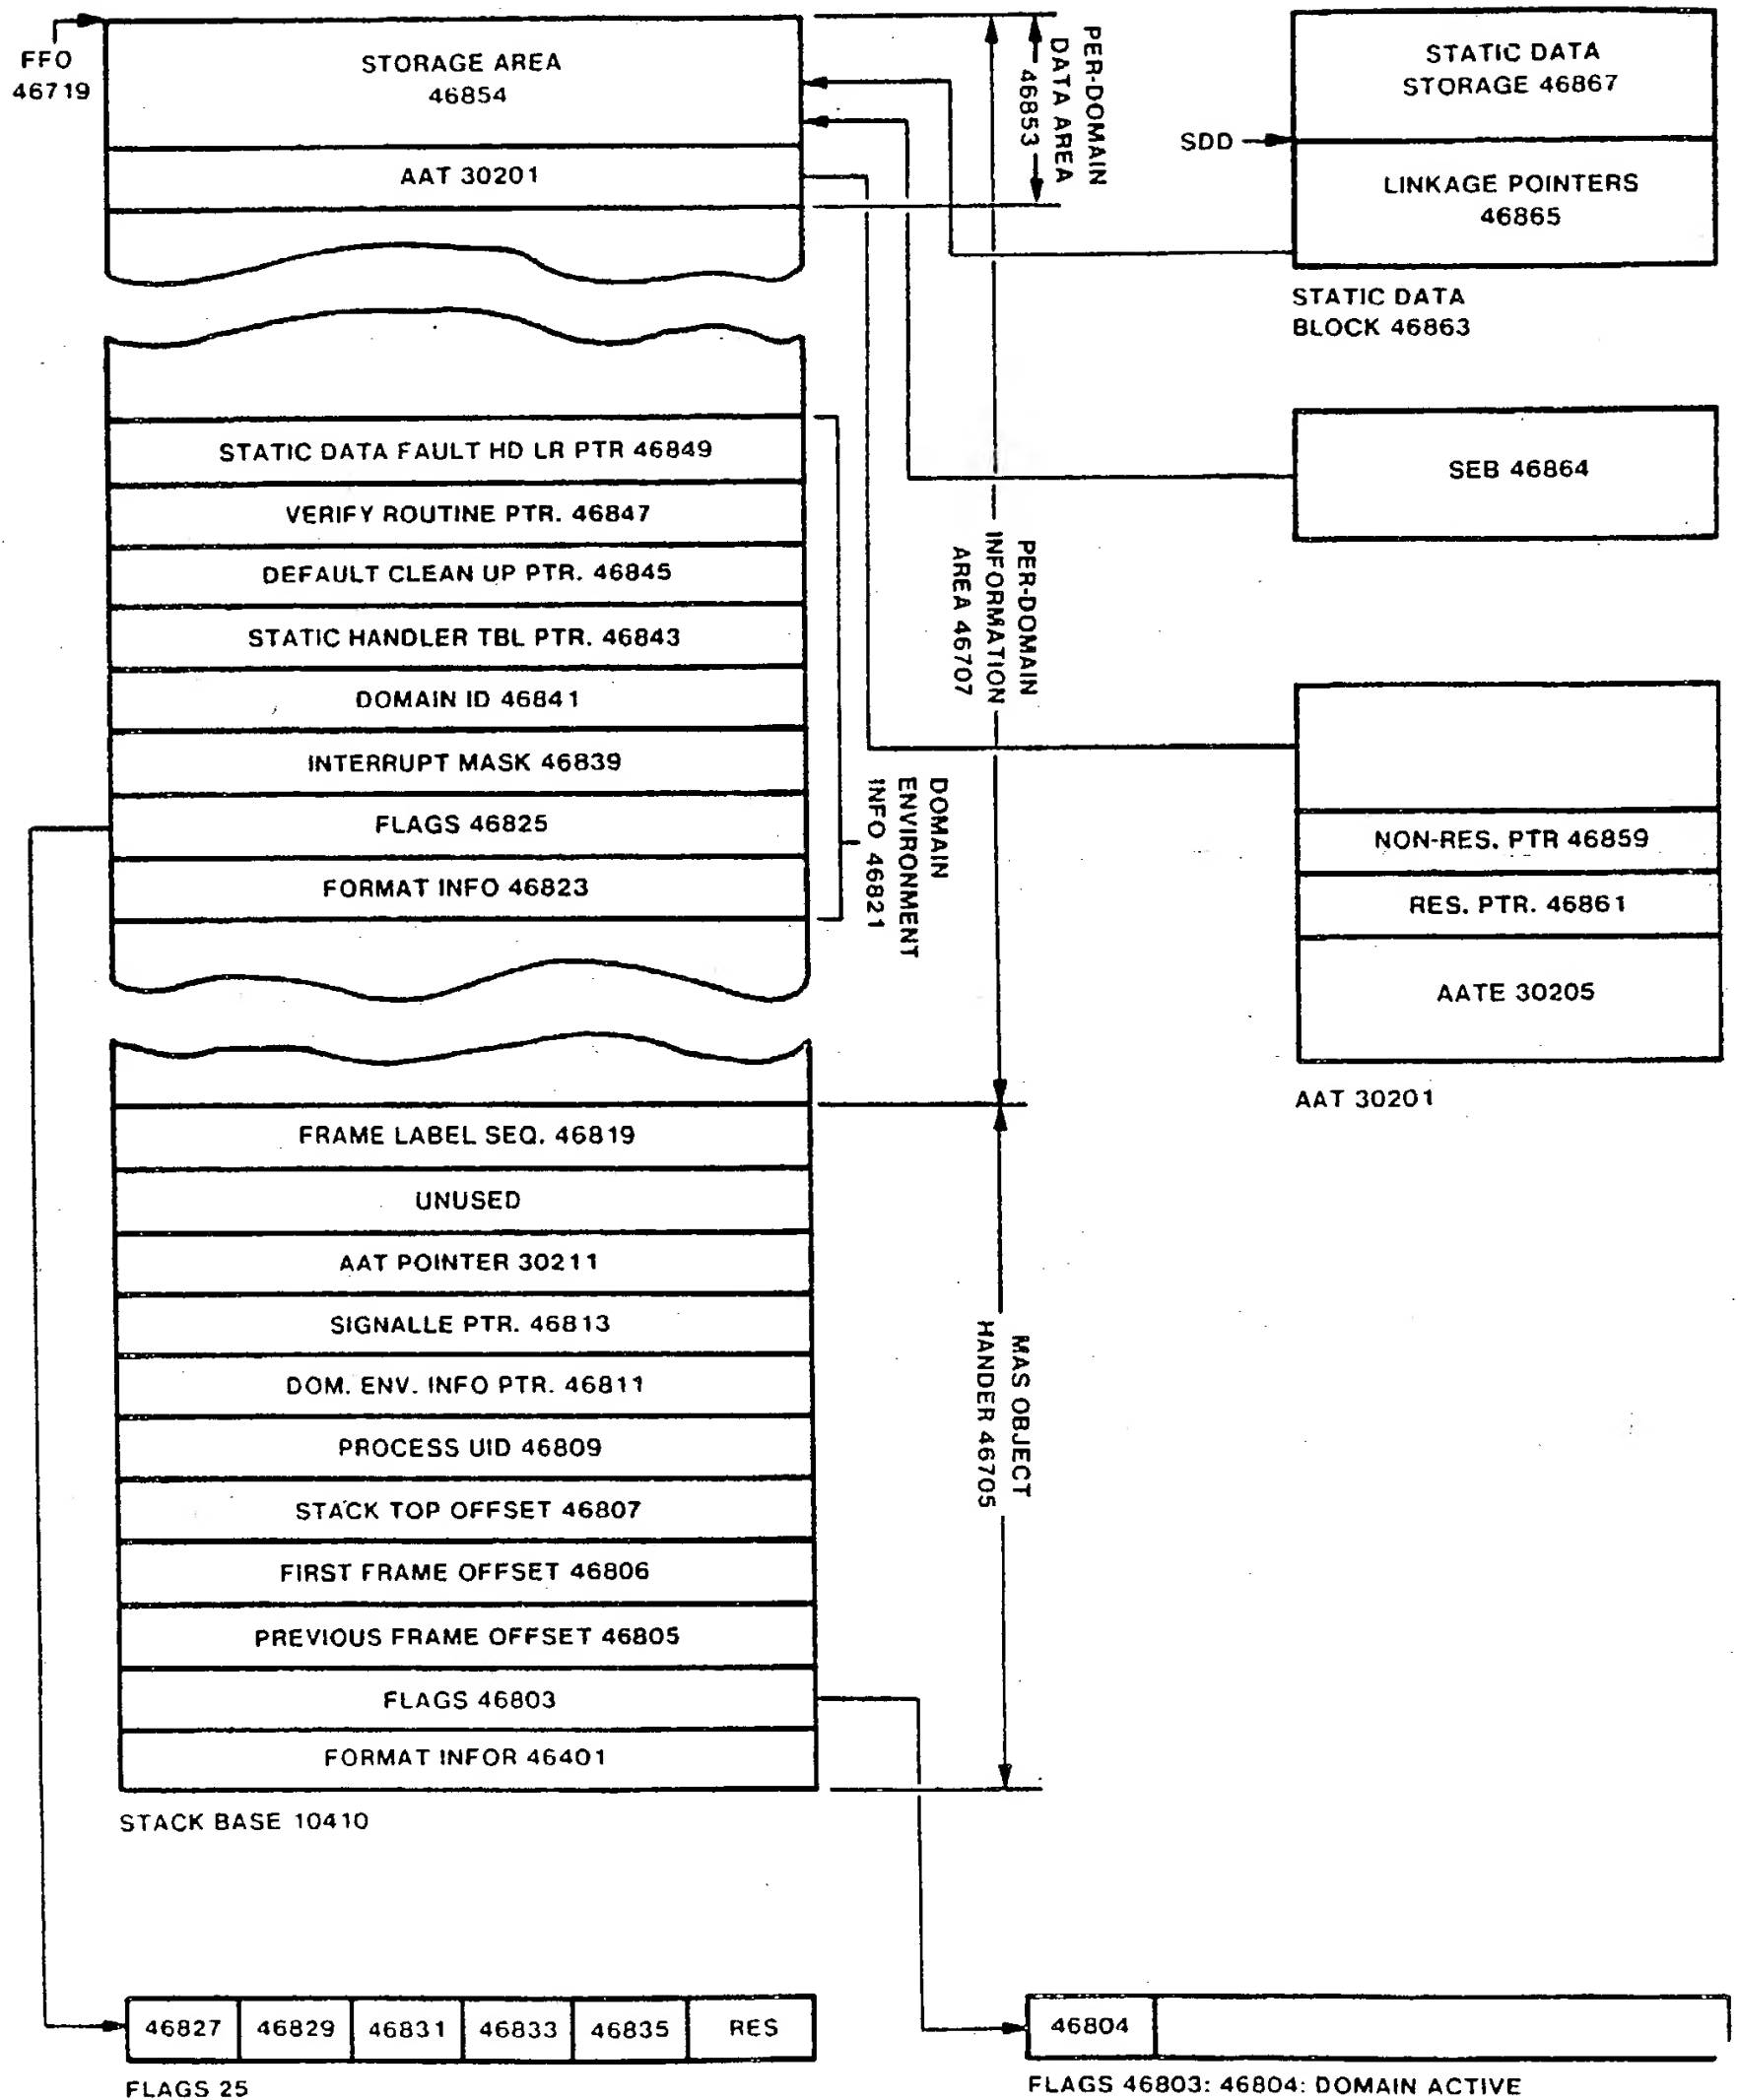 FFO
46719
STORAGE AREA
46854
AAT 30201
PER-DOMAIN
DATA AREA
46853
STATIC DATA
STORAGE 46867
SDD
LINKAGE POINTERS
46865
STATIC DATA
BLOCK 46863
STATIC DATA FAULT HD LR PTR 46849
VERIFY ROUTINE PTR. 46847
DEFAULT CLEAN UP PTR. 46845
STATIC HANDLER TBL PTR. 46843
DOMAIN ID 46841
INTERRUPT MASK 46839
FLAGS 46825
FORMAT INFO 46823
DOMAIN
ENVIRONMENT
INFO 46821
PER-DOMAIN
INFORMATION
AREA 46707
SEB 46864
NON-RES. PTR 46859
RES. PTR. 46861
AATE 30205
AAT 30201
FRAME LABEL SEQ. 46819
UNUSED
AAT POINTER 30211
SIGNALLE PTR. 46813
DOM. ENV. INFO PTR. 46811
PROCESS UID 46809
STACK TOP OFFSET 46807
FIRST FRAME OFFSET 46806
PREVIOUS FRAME OFFSET 46805
FLAGS 46803
FORMAT INFOR 46401
MAS OBJECT
HANDER 46705
STACK BASE 10410
46827 46829 46831 46833 46835 RES
FLAGS 25
46804
FLAGS 46803: 46804: DOMAIN ACTIVE